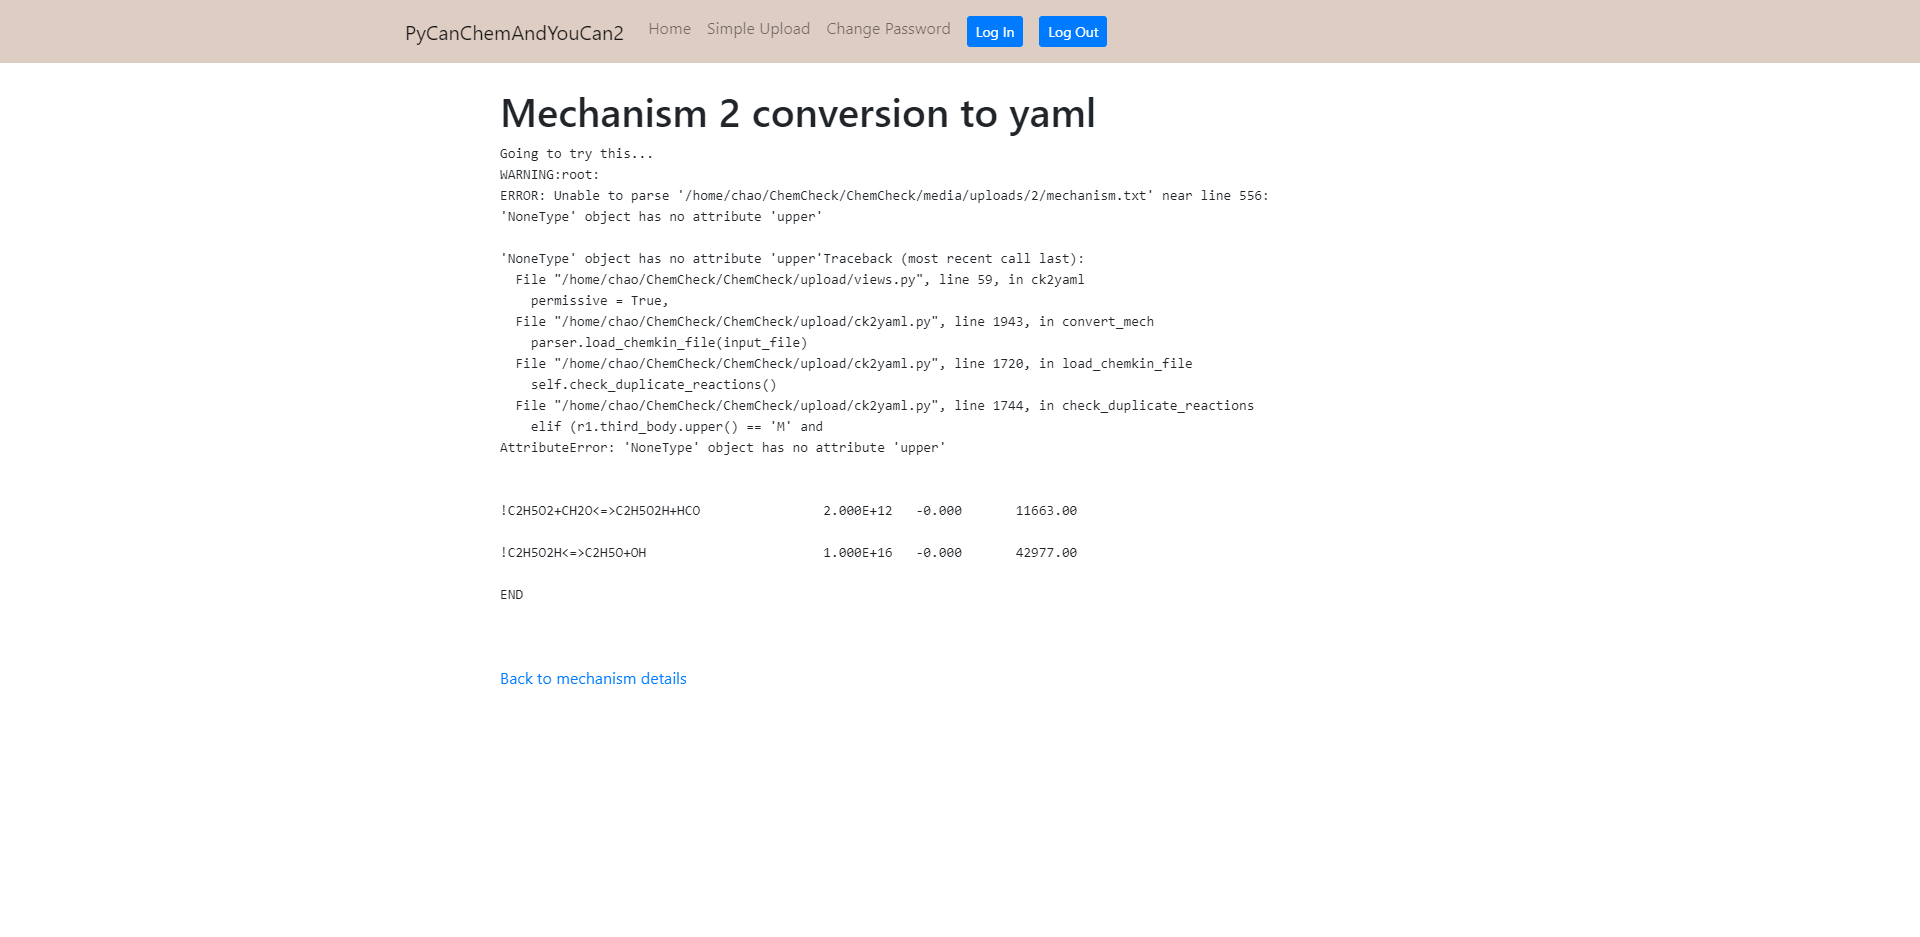 PyCanChemAndYouCan2 Home Simple Upload Change Password Log In Log Out
Mechanism 2 conversion to yaml
Going to try this...
WARNING:root:
ERROR: Unable to parse '/home/chao/ChemCheck/ChemCheck/media/uploads/2/mechanism.txt' near line 556:
'NoneType' object has no attribute 'upper'
'NoneType' object has no attribute 'upper'Traceback (most recent call last):
  File "/home/chao/ChemCheck/ChemCheck/upload/views.py", line 59, in ck2yaml
    permissive = True,
  File "/home/chao/ChemCheck/ChemCheck/upload/ck2yaml.py", line 1943, in convert_mech
    parser.load_chemkin_file(input_file)
  File "/home/chao/ChemCheck/ChemCheck/upload/ck2yaml.py", line 1720, in load_chemkin_file
    self.check_duplicate_reactions()
  File "/home/chao/ChemCheck/ChemCheck/upload/ck2yaml.py", line 1744, in check_duplicate_reactions
    elif (r1.third_body.upper() == 'M' and
AttributeError: 'NoneType' object has no attribute 'upper'
!C2H5O2+CH2O<=>C2H5O2H+HCO                2.000E+12   -0.000       11663.00
!C2H5O2H<=>C2H5O+OH                       1.000E+16   -0.000       42977.00
END
Back to mechanism details